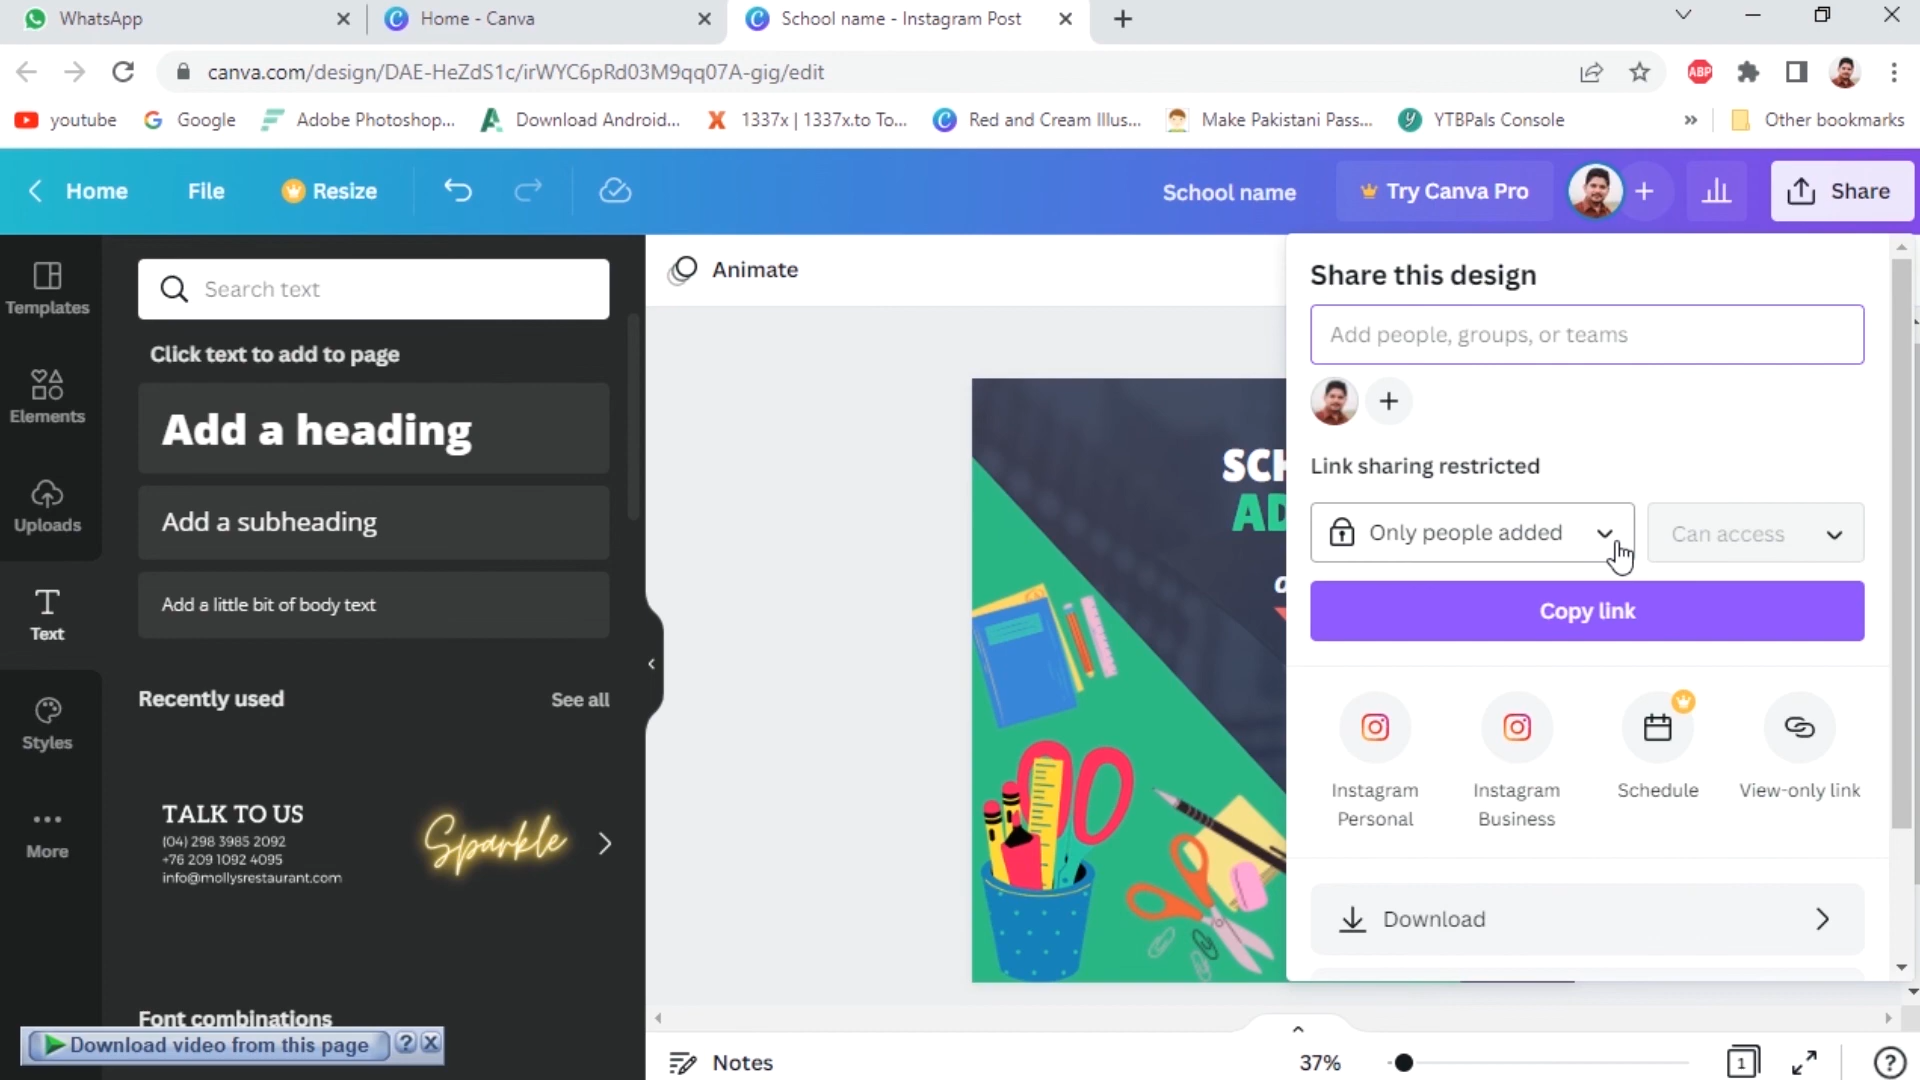 WhatsApp
Home - Canva
School name - Instagram Post
canva.com/design/DAE-HeZdS1c/irWYC6pRd03M9qq07A-gig/edit
ABP
youtube
Google
Adobe Photoshop...
Download Android...
1337x | 1337x.to To...
Red and Cream Illus...
Make Pakistani Pass...
YTBPals Console
Other bookmarks
Home
File
Resize
School name
Try Canva Pro
Share
Templates
Elements
Uploads
Text
Styles
More
Search text
Click text to add to page
Add a heading
Add a subheading
Add a little bit of body text
Recently used
See all
TALK TO US
(04) 298 3985 2092
+76 209 1092 4095
info@mollysrestaurant.com
Sparkle
Font combinations
Download video from this page
Animate
SCH
AD
Share this design
Add people, groups, or teams
Link sharing restricted
Only people added
Can access
Copy link
Instagram Personal
Instagram Business
Schedule
View-only link
Download
Notes
37%
1